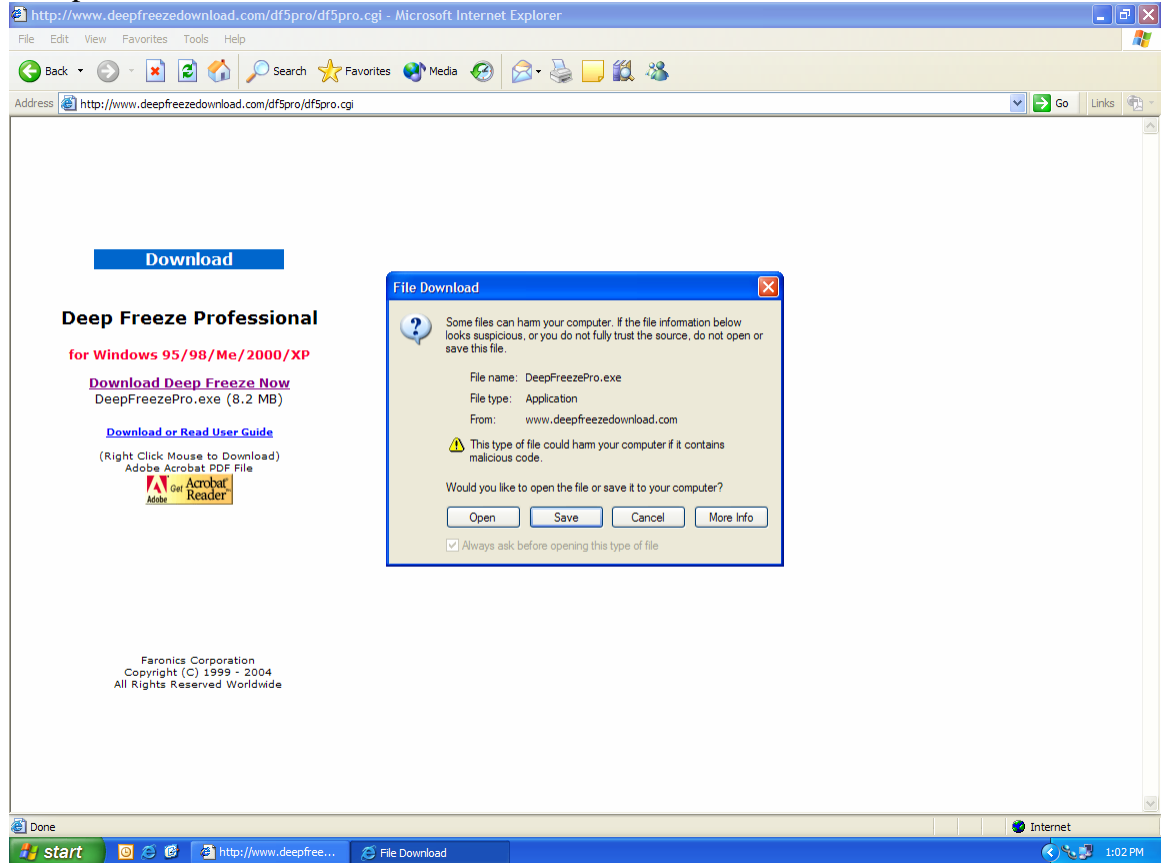 http://www.deepfreezedownload.com/df5pro/df5pro.cgi - Microsoft Internet Explorer
File Edit View Favorites Tools Help
Back Search Favorites Media
Address http://www.deepfreezedownload.com/df5pro/df5pro.cgi Go Links
Download
Deep Freeze Professional
for Windows 95/98/Me/2000/XP
Download Deep Freeze Now
DeepFreezePro.exe (8.2 MB)
Download or Read User Guide
(Right Click Mouse to Download)
Adobe Acrobat PDF File
Adobe Get Acrobat Reader
Faronics Corporation
Copyright (C) 1999 - 2004
All Rights Reserved Worldwide
File Download
Some files can harm your computer. If the file information below
looks suspicious, or you do not fully trust the source, do not open or
save this file.
File name: DeepFreezePro.exe
File type: Application
From: www.deepfreezedownload.com
This type of file could harm your computer if it contains
malicious code.
Would you like to open the file or save it to your computer?
Open Save Cancel More Info
Always ask before opening this type of file
Done Internet
start http://www.deepfree... File Download 1:02 PM